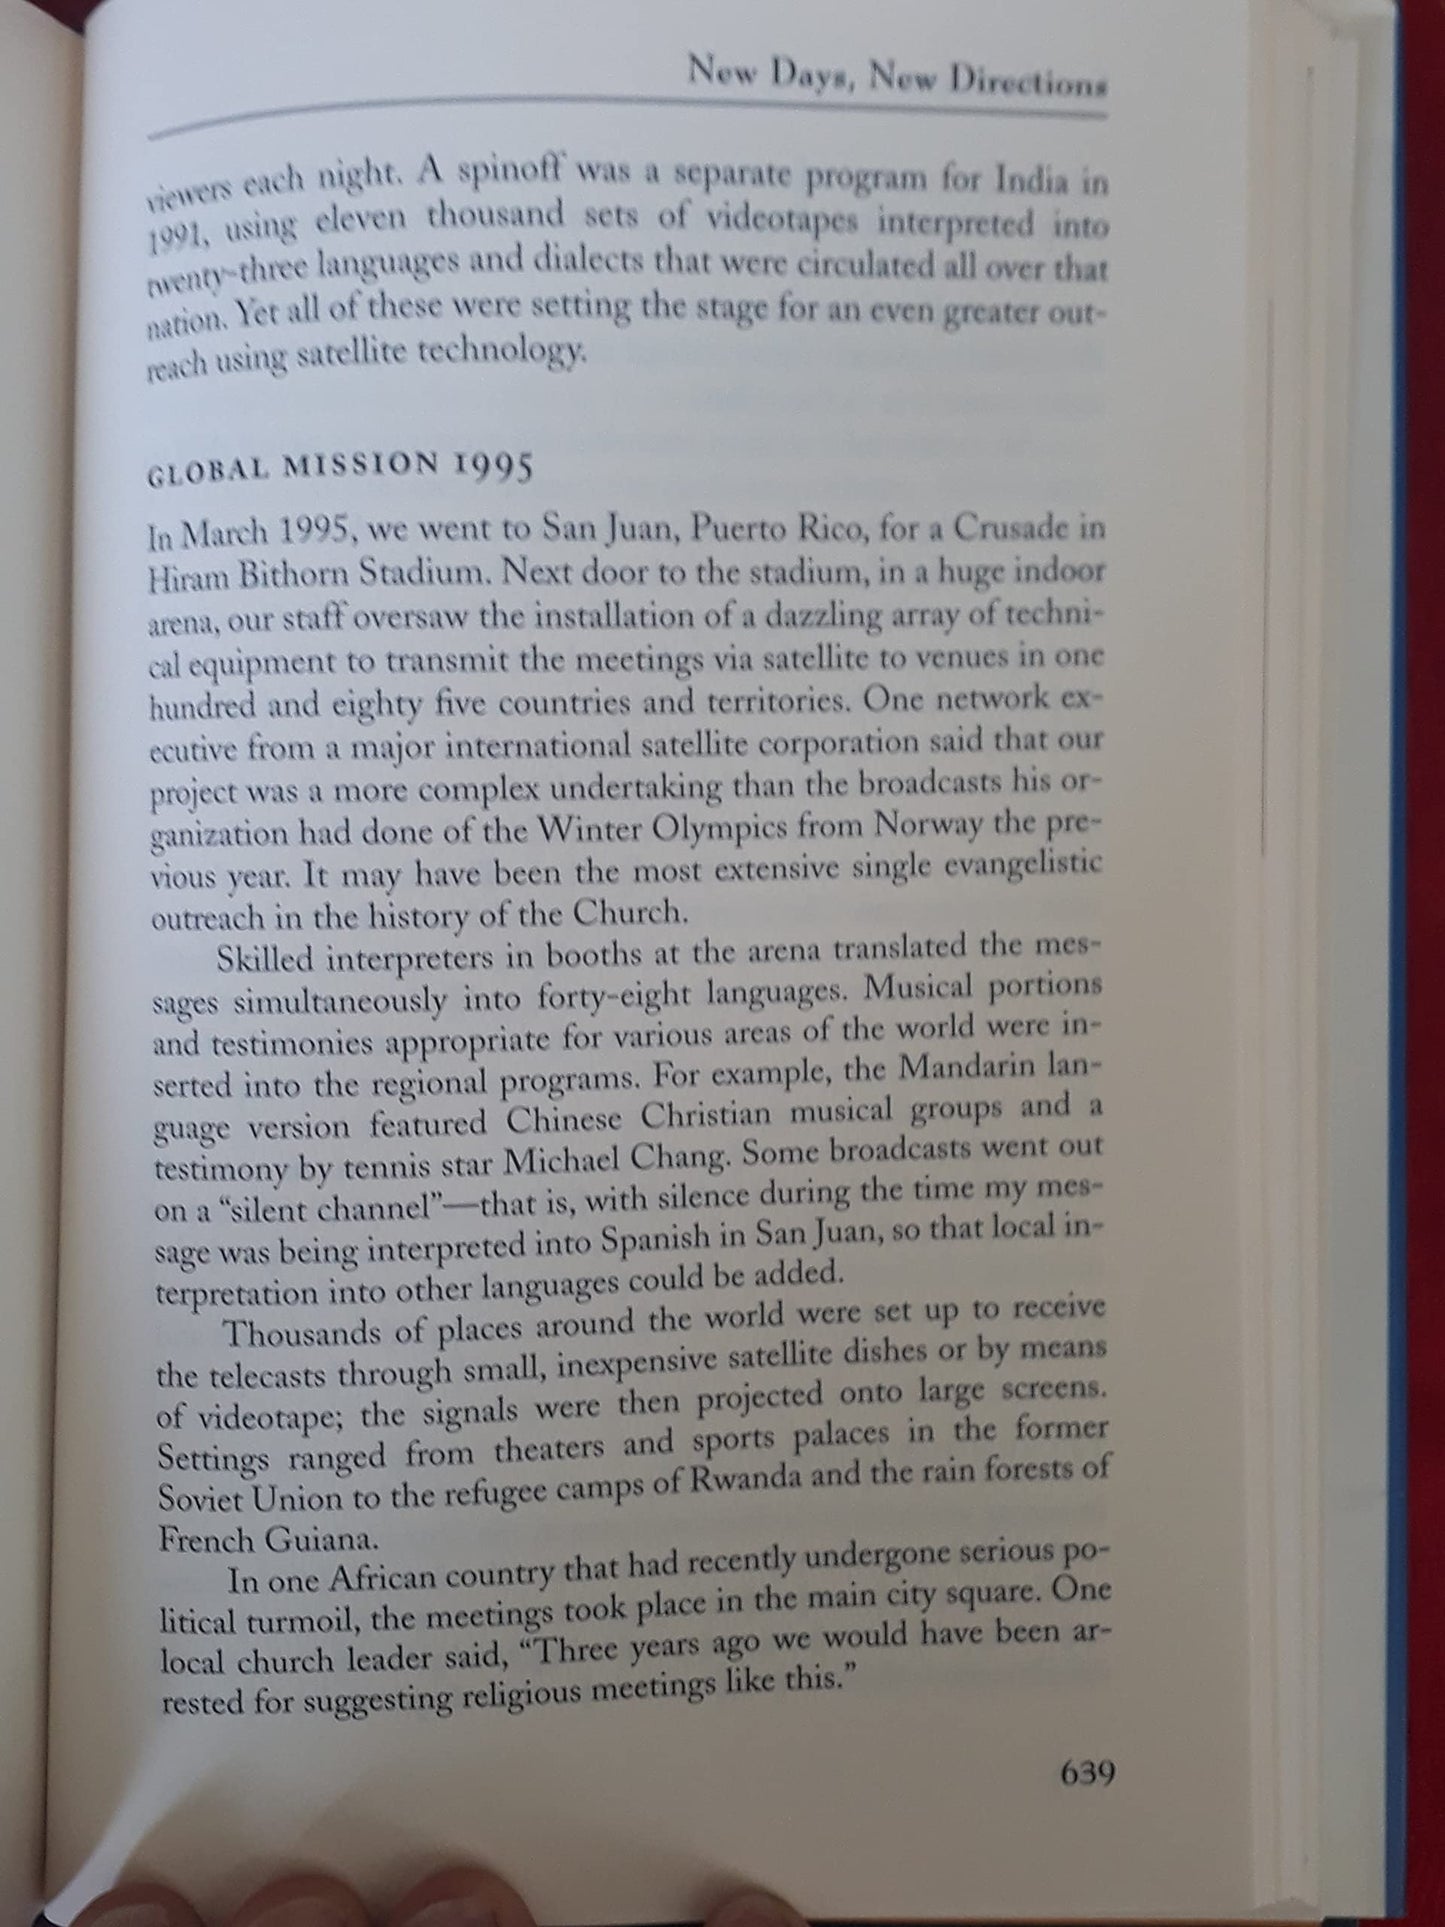 New Days, New Directions
viewers each night. A spinoff was a separate program for India in
1991, using eleven thousand sets of videotapes interpreted into
twenty-three languages and dialects that were circulated all over that
nation. Yet all of these were setting the stage for an even greater out-
reach using satellite technology.
GLOBAL MISSION 1995
In March 1995, we went to San Juan, Puerto Rico, for a Crusade in
Hiram Bithorn Stadium. Next door to the stadium, in a huge indoor
arena, our staff oversaw the installation of a dazzling array of techni-
cal equipment to transmit the meetings via satellite to venues in one
hundred and eighty five countries and territories. One network ex-
ecutive from a major international satellite corporation said that our
project was a more complex undertaking than the broadcasts his or-
ganization had done of the Winter Olympics from Norway the pre-
vious year. It may have been the most extensive single evangelistic
outreach in the history of the Church.
Skilled interpreters in booths at the arena translated the mes-
sages simultaneously into forty-eight languages. Musical portions
and testimonies appropriate for various areas of the world were in-
serted into the regional programs. For example, the Mandarin lan-
guage version featured Chinese Christian musical groups and a
testimony by tennis star Michael Chang. Some broadcasts went out
on a “silent channel”—that is, with silence during the time my mes-
sage was being interpreted into Spanish in San Juan, so that local in-
terpretation into other languages could be added.
Thousands of places around the world were set up to receive
the telecasts through small, inexpensive satellite dishes or by means
of videotape; the signals were then projected onto large screens.
Settings ranged from theaters and sports palaces in the former
Soviet Union to the refugee camps of Rwanda and the rain forests of
French Guiana.
In one African country that had recently undergone serious po-
litical turmoil, the meetings took place in the main city square. One
local church leader said, “Three years ago we would have been ar-
rested for suggesting religious meetings like this.”
639